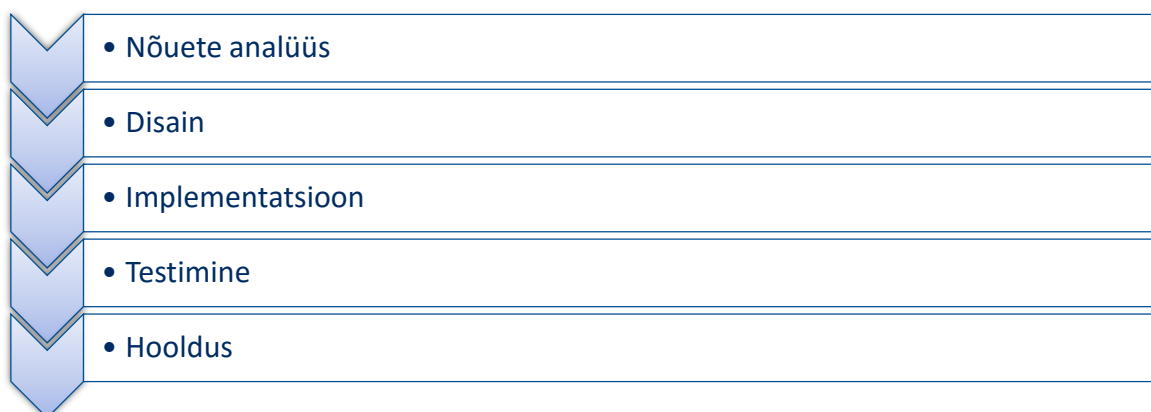 • Nõuete analüüs
• Disain
• Implementatsioon
• Testimine
• Hooldus